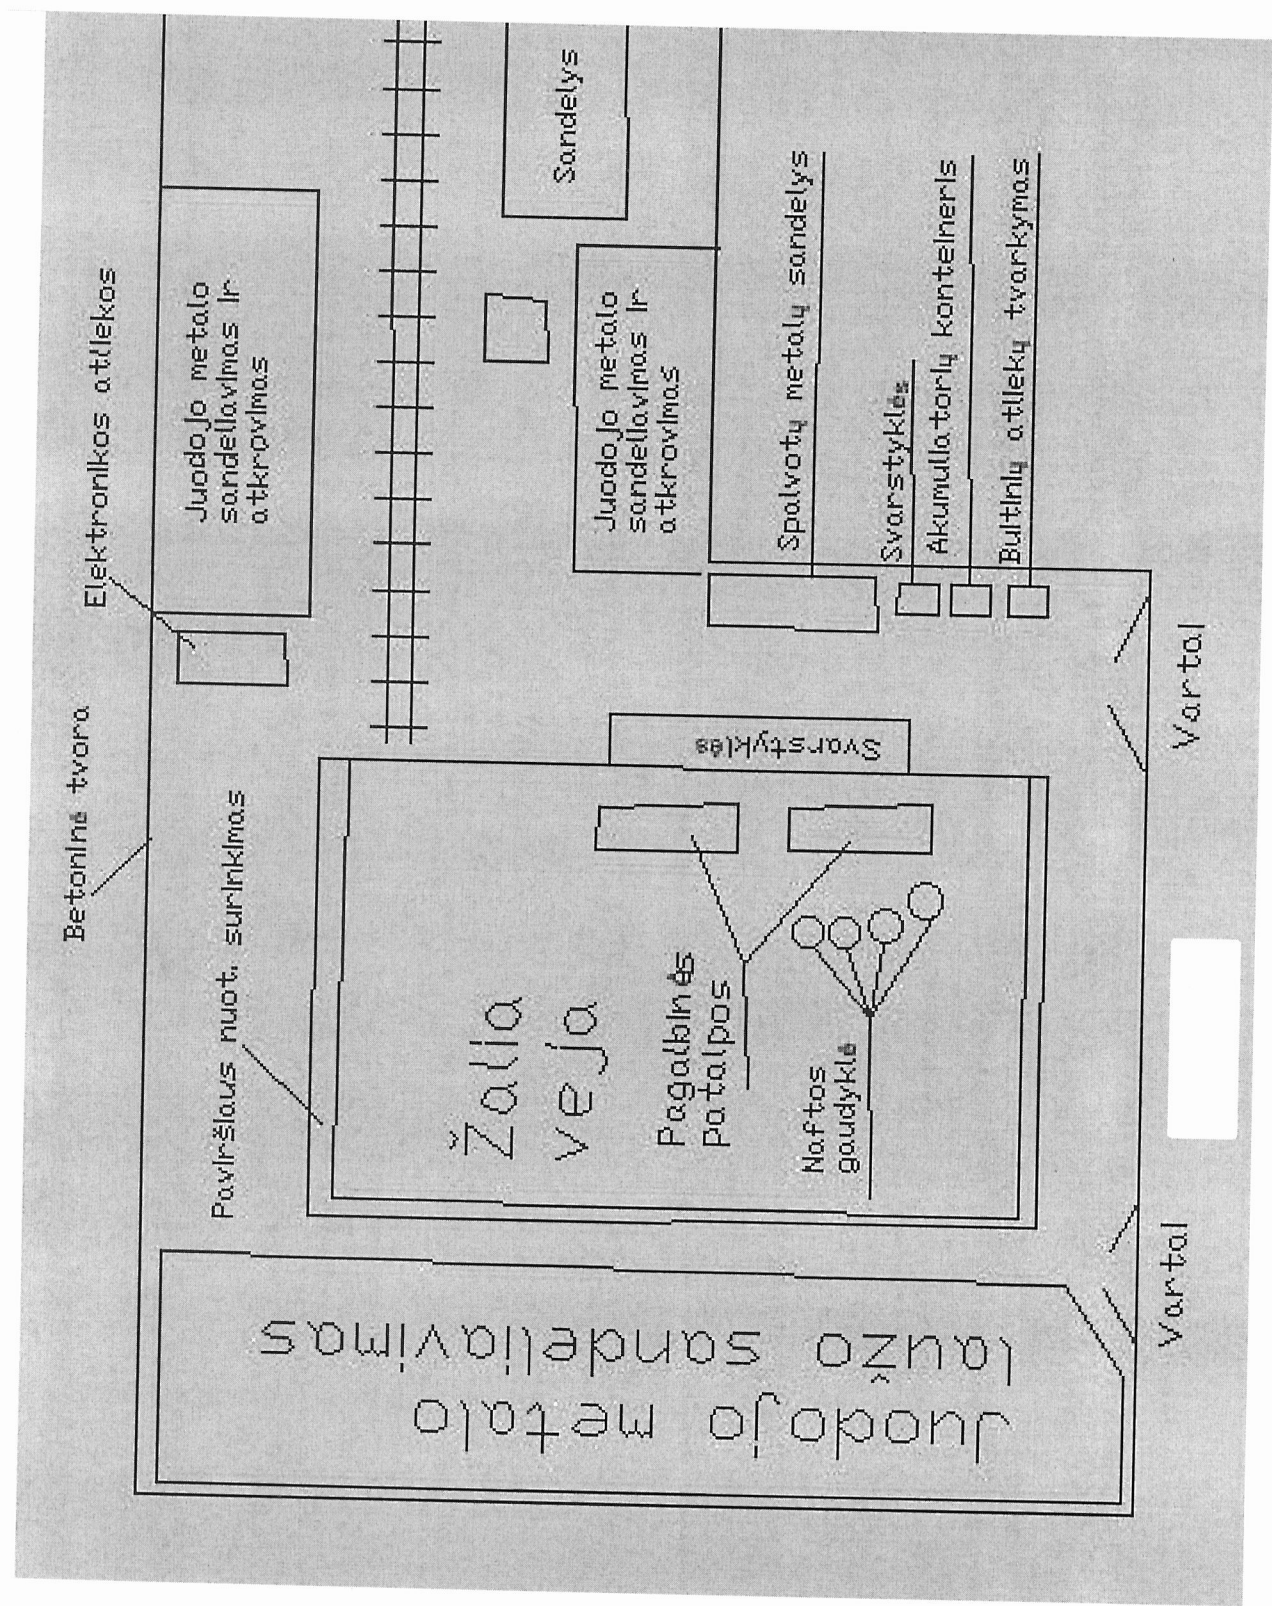 Betoninė tvora
Elektronikos atliekos
Paviršiaus nuot. surinkimas
Juodojo metalo
sandeliavimas ir
atkrovimas
Sandelys
Juodojo metalo
sandeliavimas ir
atkrovimas
Spalvotų metalų sandelys
Svarstyklės
Akumuliatorių konteineris
Buitinių atliekų tvarkymas
Svarstyklės
Žalia
veja
Pagalbinės
Patalpos
Naftos
gaudyklė
Vartai
Vartai
Juodojo metalo
laužo sandeliavimas